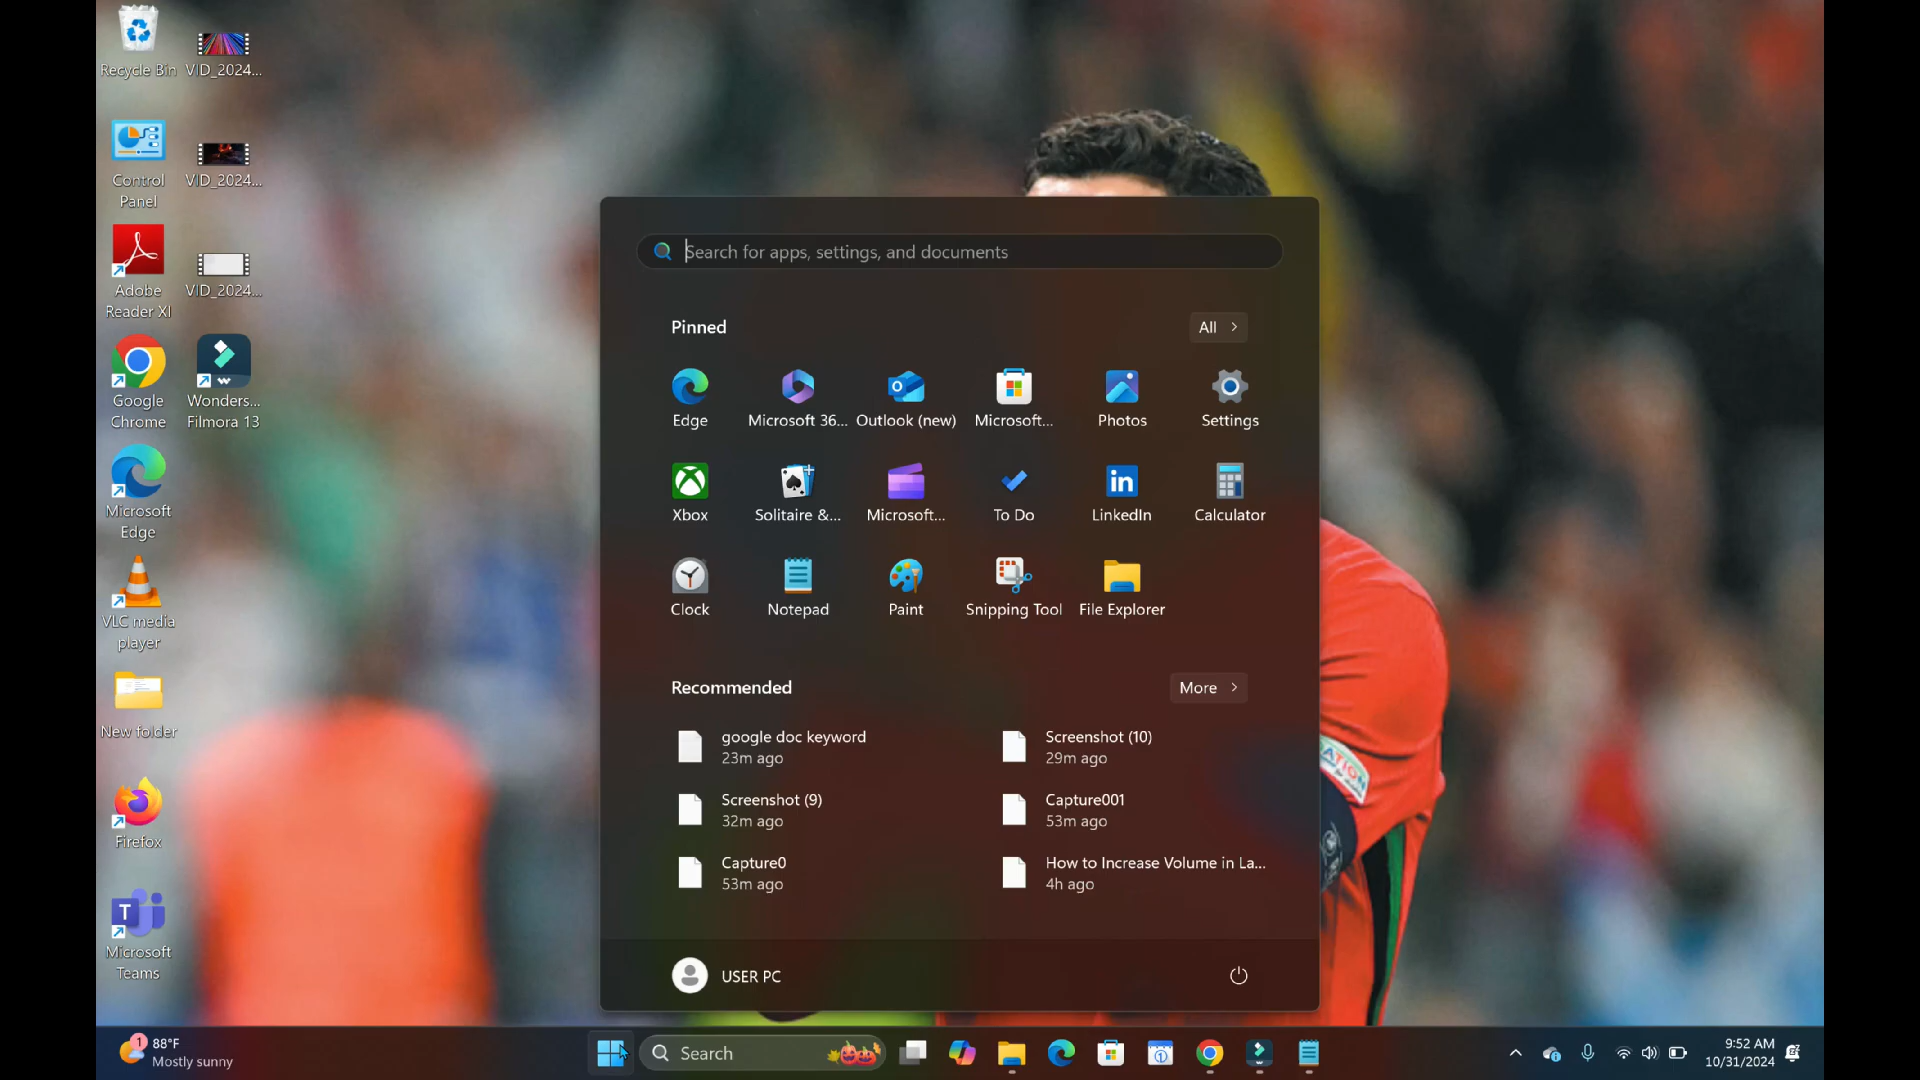 Recycle Bin
VID_2024...
Control
Panel
VID_2024...
Adobe
Reader XI
VID_2024...
Google
Chrome
Wonders...
Filmora 13
Microsoft
Edge
VLC media
player
New folder
Firefox
T
Microsoft
Teams
Search for apps, settings, and documents
Pinned
All
Edge
Microsoft 36...
Outlook (new)
Microsoft...
Photos
Settings
Xbox
Solitaire &...
Microsoft...
To Do
in
LinkedIn
Calculator
Clock
Notepad
Paint
Snipping Tool
File Explorer
Recommended
More
google doc keyword
23m ago
Screenshot (10)
29m ago
Screenshot (9)
32m ago
Capture001
53m ago
Capture0
53m ago
How to Increase Volume in La...
4h ago
USER PC
1
88°F
Mostly sunny
Search
9:52 AM
10/31/2024